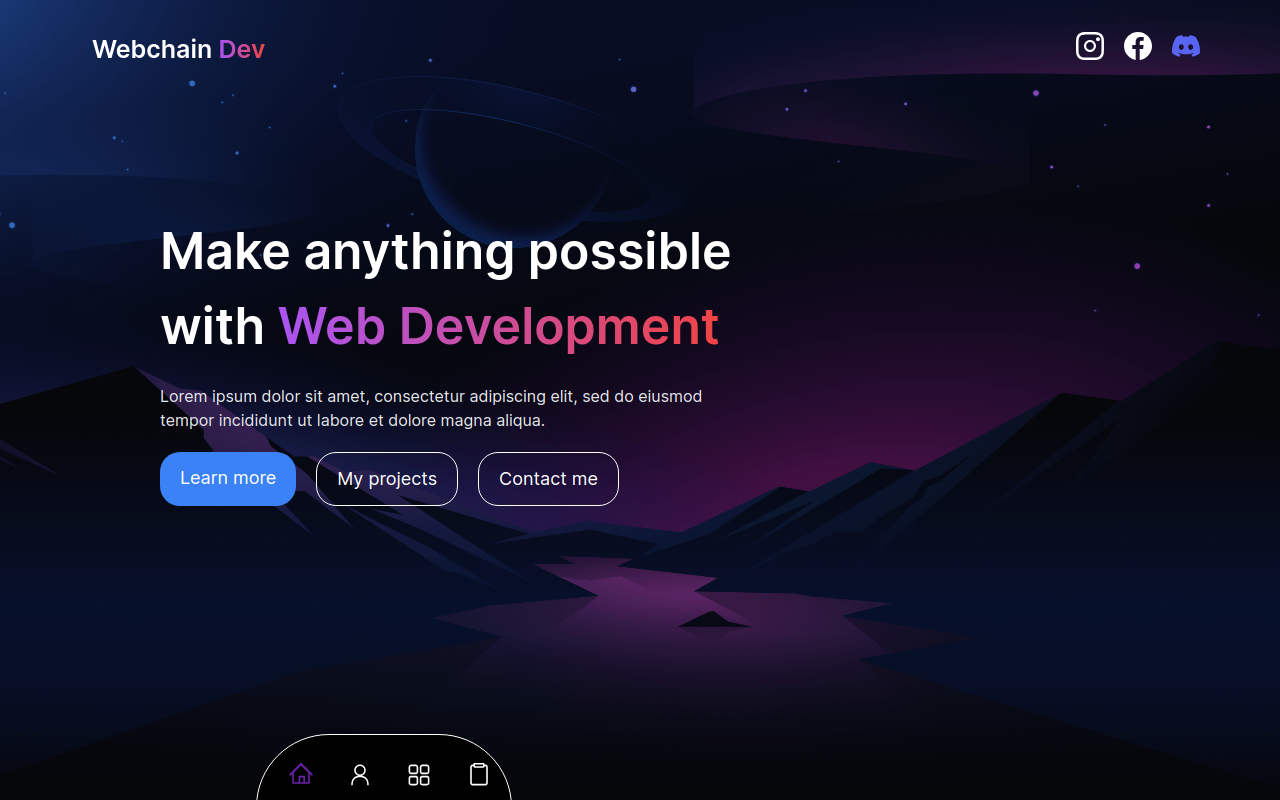 Webchain Dev
Make anything possible
with Web Development
Lorem ipsum dolor sit amet, consectetur adipiscing elit, sed do eiusmod
tempor incididunt ut labore et dolore magna aliqua.
Learn more
My projects
Contact me